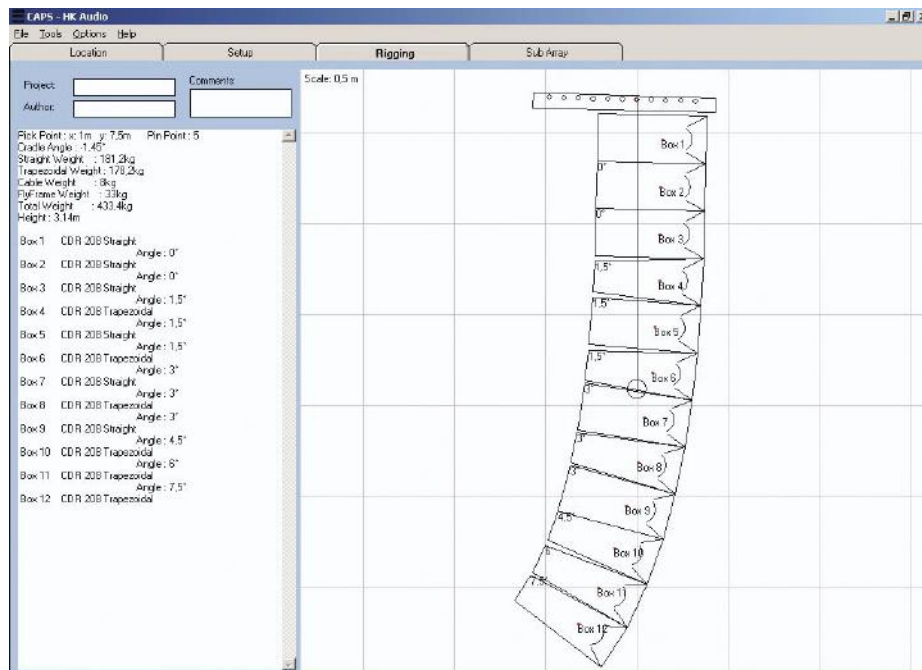 CAPS - HK Audio
File Tools Options Help
Location Setup Rigging Sub Array
Project:
Author:
Comments:
Scale: 0,5 m
Pick Point : x: 1m y: 7,5m Pin Point : 5
Cradle Angle : -1,45°
Straight Weight : 181,2kg
Trapezoidal Weight : 178,2kg
Cable Weight : 8kg
FlyFrame Weight : 33kg
Total Weight : 433,4kg
Height : 3,14m
Box 1 CDR 208 Straight
Angle : 0°
Box 2 CDR 208 Straight
Angle : 0°
Box 3 CDR 208 Straight
Angle : 1,5°
Box 4 CDR 208 Trapezoidal
Angle : 1,5°
Box 5 CDR 208 Straight
Angle : 1,5°
Box 6 CDR 208 Trapezoidal
Angle : 3°
Box 7 CDR 208 Straight
Angle : 3°
Box 8 CDR 208 Trapezoidal
Angle : 3°
Box 9 CDR 208 Straight
Angle : 4,5°
Box 10 CDR 208 Trapezoidal
Angle : 6°
Box 11 CDR 208 Trapezoidal
Angle : 7,5°
Box 12 CDR 208 Trapezoidal
Box 1
0°
Box 2
0°
Box 3
1,5°
Box 4
1,5°
Box 5
1,5°
Box 6
3°
Box 7
3°
Box 8
3°
Box 9
4,5°
Box 10
6°
Box 11
7,5°
Box 12